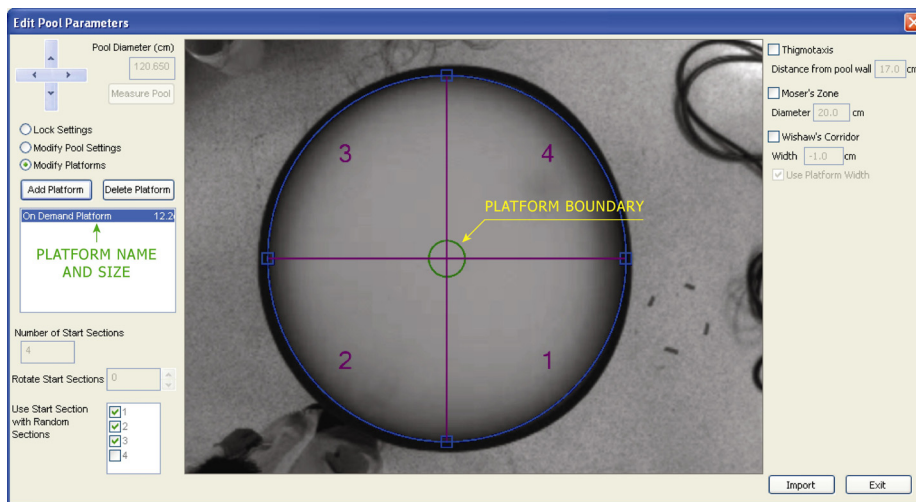 Edit Pool Parameters
Pool Diameter (cm)
120.650
Measure Pool
Lock Settings
Modify Pool Settings
Modify Platforms
Add Platform
Delete Platform
On Demand Platform 12.2
PLATFORM NAME
AND SIZE
Number of Start Sections
4
Rotate Start Sections 0
Use Start Section
with Random
Sections
1
2
3
4
3
4
PLATFORM BOUNDARY
2
1
Thigmotaxis
Distance from pool wall 17.0 cm
Moser's Zone
Diameter 20.0 cm
Wishaw's Corridor
Width -1.0 cm
Use Platform Width
Import
Exit